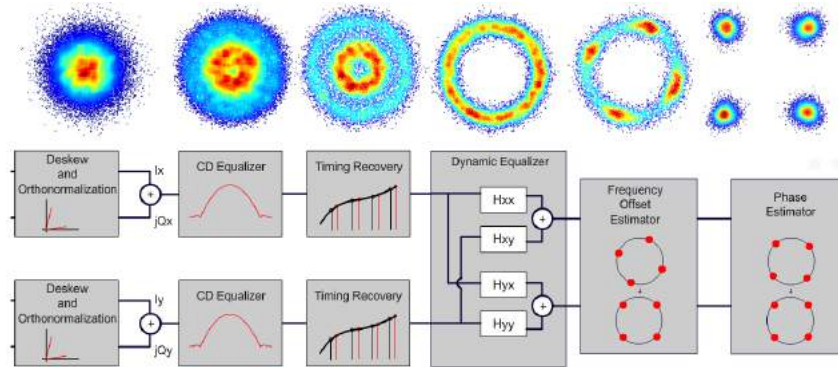 Deskew
and
Orthonormalization
Ix
+
jQx
CD Equalizer
Timing Recovery
Dynamic Equalizer
Hxx
Hxy
+
Hyx
Hyy
+
Frequency
Offset
Estimator
Phase
Estimator
Deskew
and
Orthonormalization
Iy
+
jQy
CD Equalizer
Timing Recovery